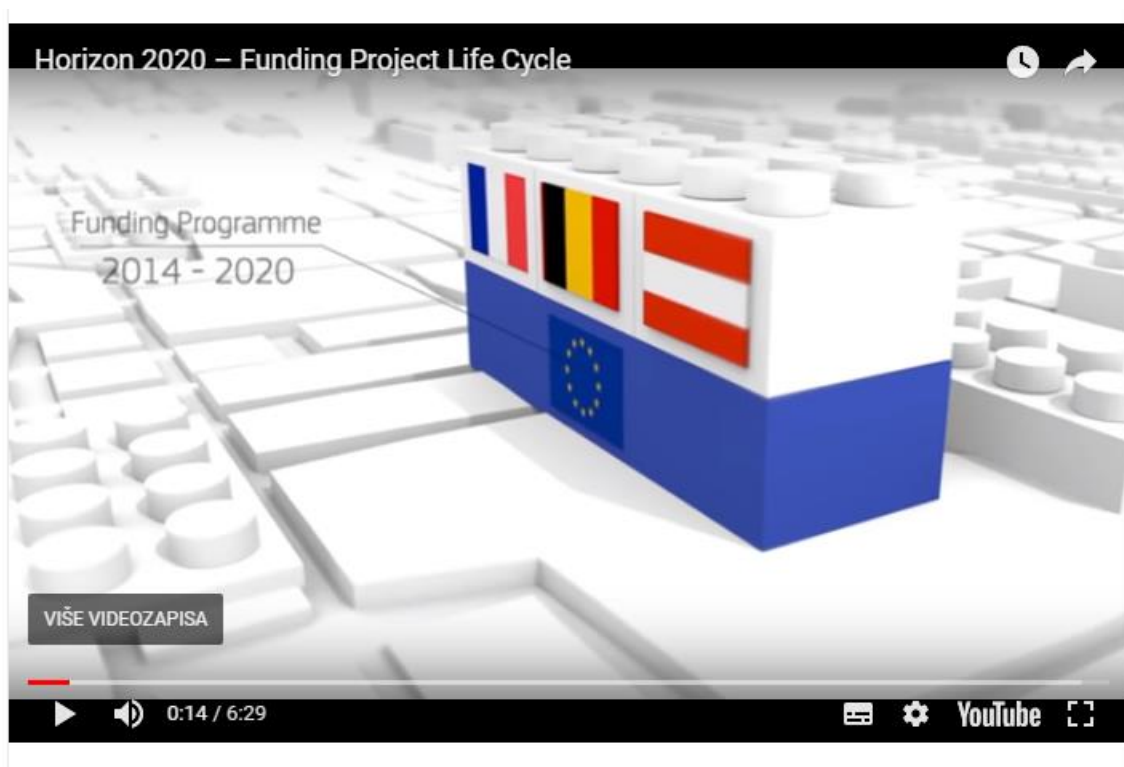 Horizon 2020 – Funding Project Life Cycle
Funding Programme
2014 - 2020
VIŠE VIDEOZAPISA
0:14 / 6:29
YouTube